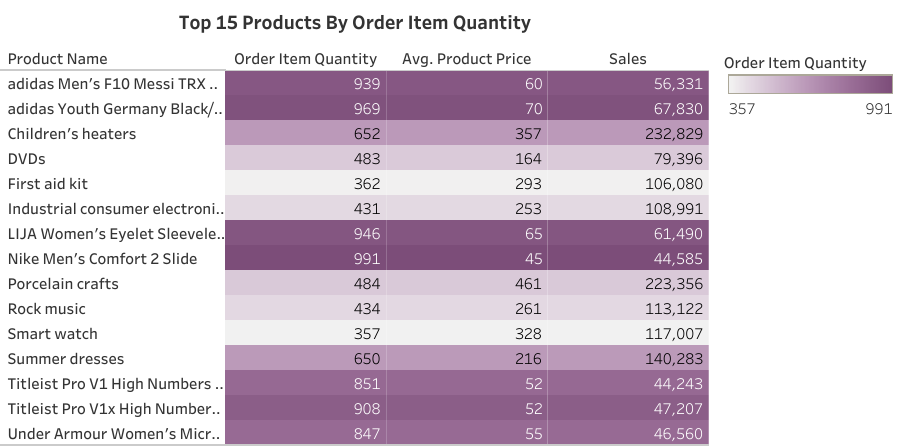 Top 15 Products By Order Item Quantity
Product Name Order Item Quantity Avg. Product Price Sales
adidas Men's F10 Messi TRX .. 939 60 56,331
adidas Youth Germany Black/.. 969 70 67,830
Children's heaters 652 357 232,829
DVDs 483 164 79,396
First aid kit 362 293 106,080
Industrial consumer electroni.. 431 253 108,991
LIJA Women's Eyelet Sleevele.. 946 65 61,490
Nike Men's Comfort 2 Slide 991 45 44,585
Porcelain crafts 484 461 223,356
Rock music 434 261 113,122
Smart watch 357 328 117,007
Summer dresses 650 216 140,283
Titleist Pro V1 High Numbers .. 851 52 44,243
Titleist Pro V1x High Number.. 908 52 47,207
Under Armour Women's Micr.. 847 55 46,560
Order Item Quantity
357 991